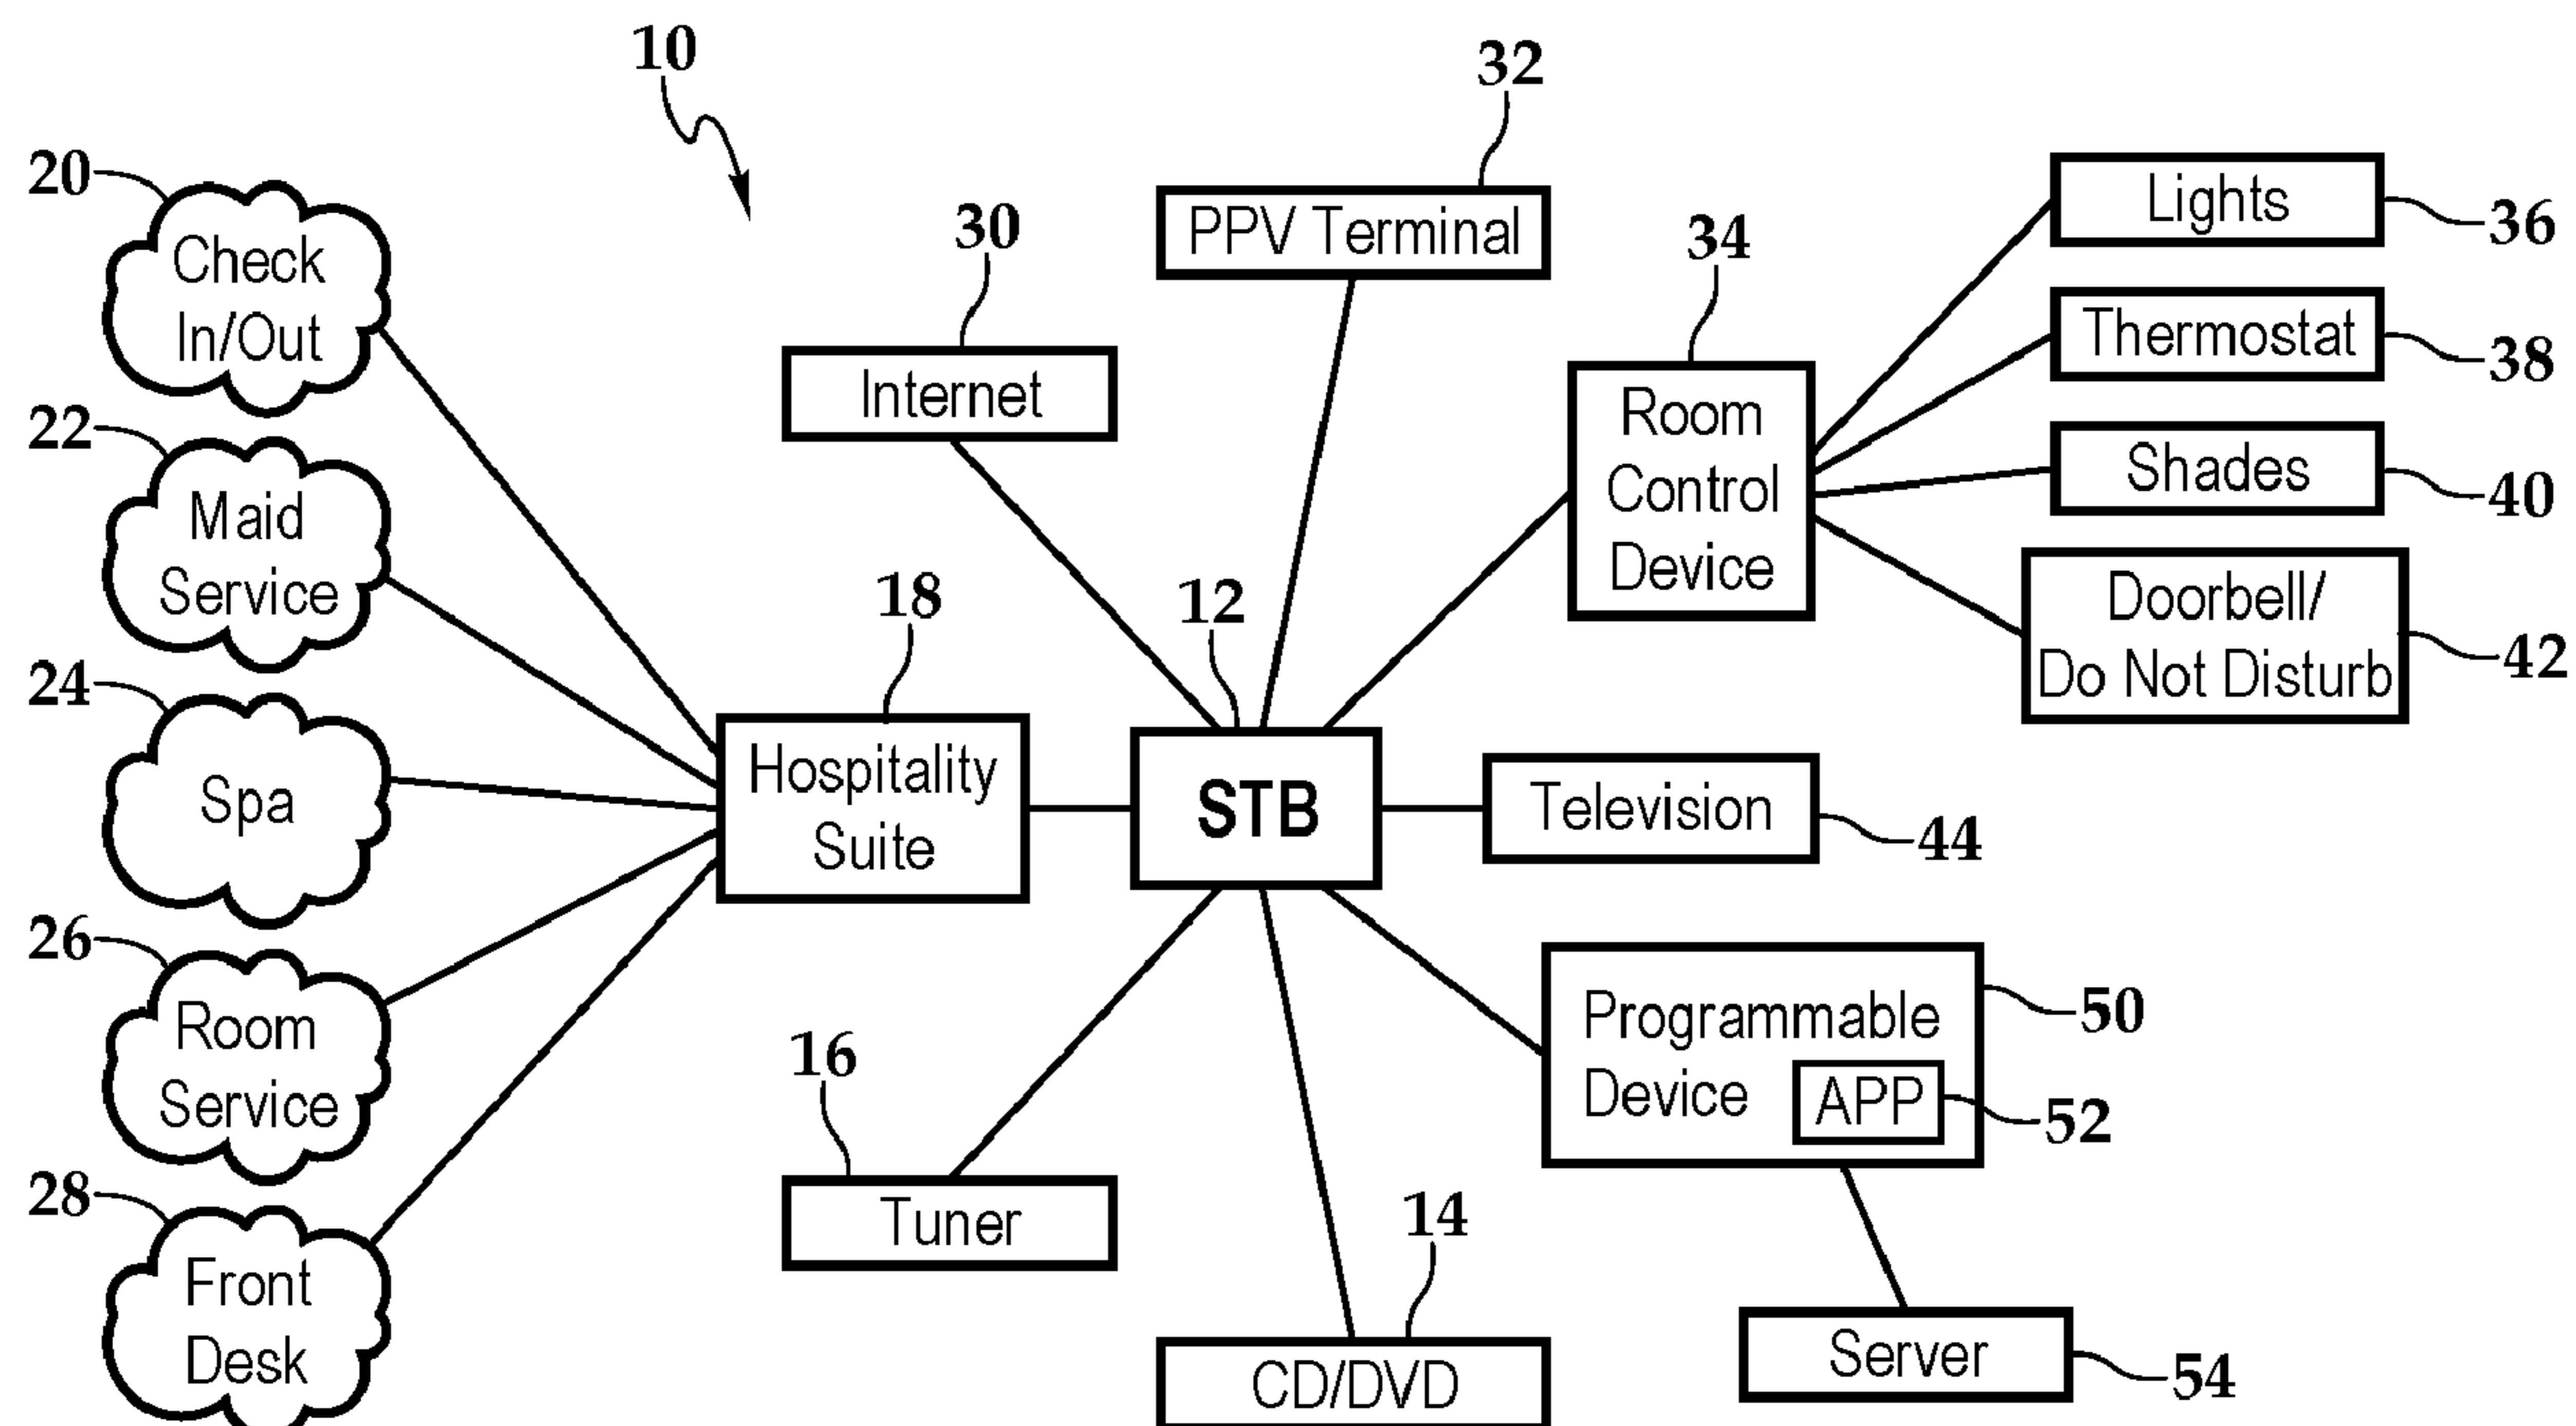 10
32
20
Check
In/Out
30
PPV Terminal
34
Lights
36
Internet
Thermostat
38
22
Maid
Service
Room
Control
Device
Shades
40
18
12
Doorbell/
Do Not Disturb
42
24
Spa
Hospitality
Suite
STB
Television
44
26
Room
Service
16
Programmable
Device
APP
50
52
28
Front
Desk
Tuner
14
CD/DVD
Server
54